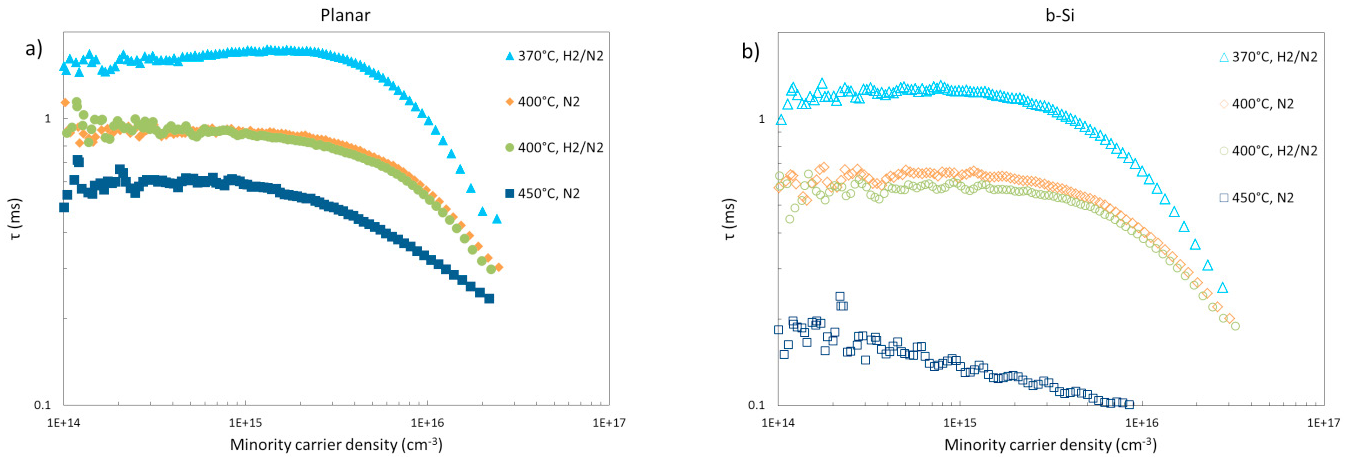 Planar
a)
370°C, H2/N2
400°C, N2
400°C, H2/N2
450°C, N2
τ (ms)
1
0.1
1E+14
1E+15
1E+16
1E+17
Minority carrier density (cm⁻³)
b-Si
b)
370°C, H2/N2
400°C, N2
400°C, H2/N2
450°C, N2
τ (ms)
1
0.1
1E+14
1E+15
1E+16
1E+17
Minority carrier density (cm⁻³)